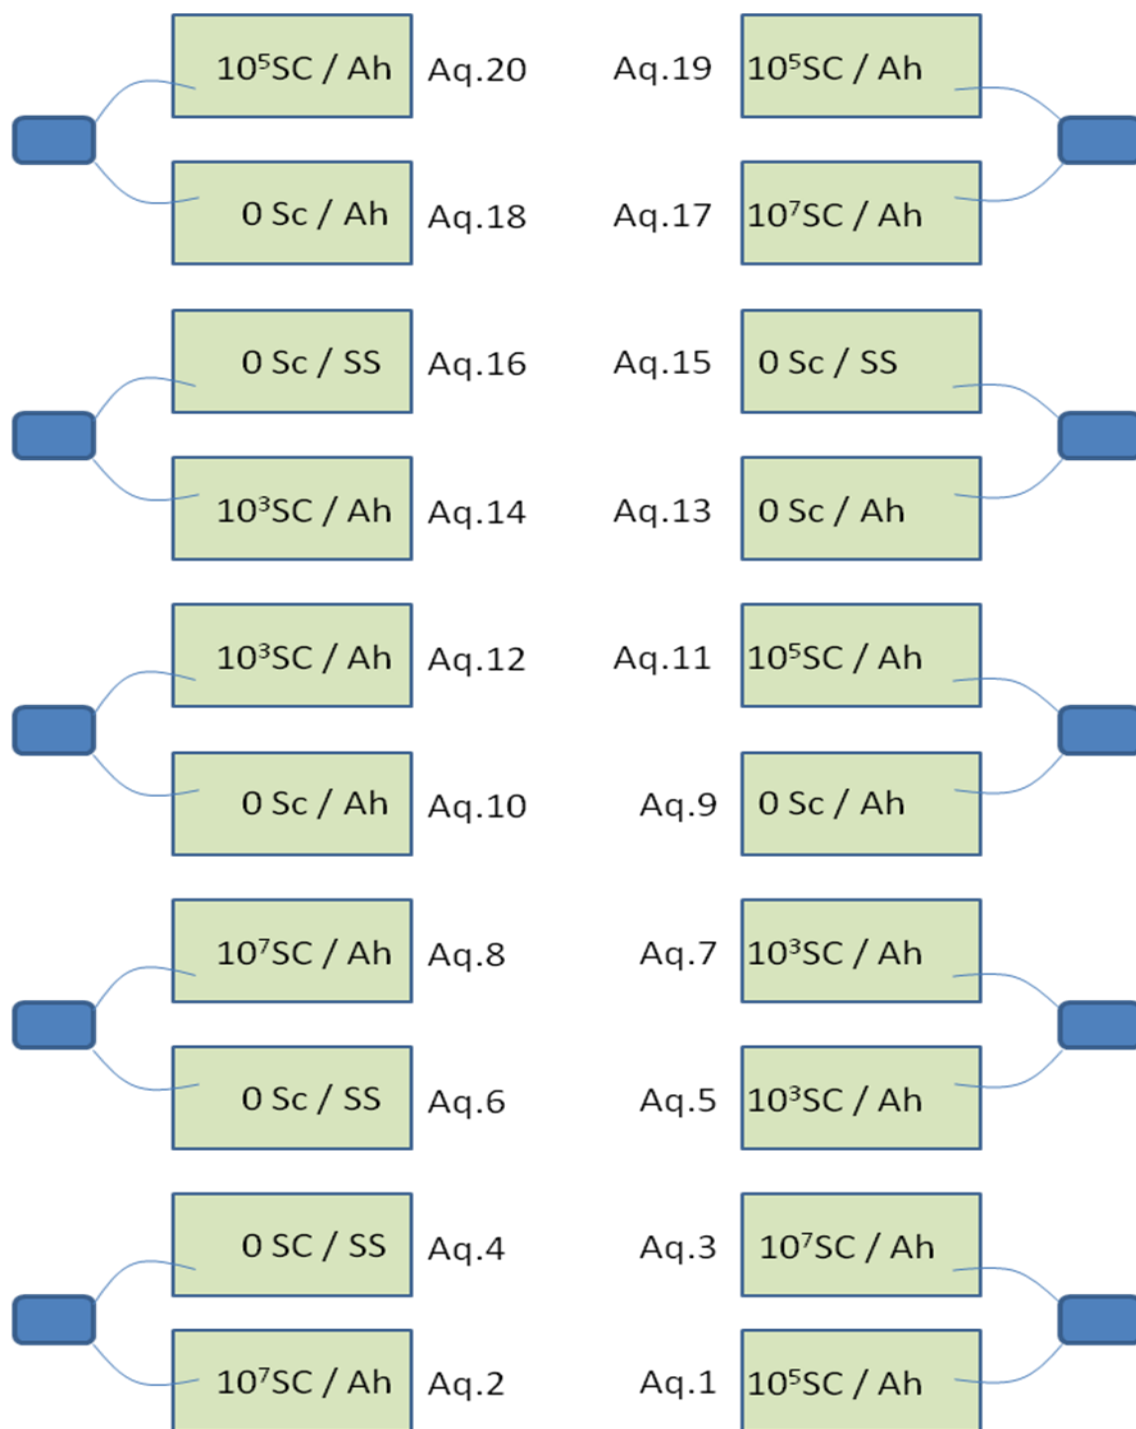 10⁵SC / Ah Aq.20 Aq.19 10⁵SC / Ah
0 Sc / Ah Aq.18 Aq.17 10⁷SC / Ah
0 Sc / SS Aq.16 Aq.15 0 Sc / SS
10³SC / Ah Aq.14 Aq.13 0 Sc / Ah
10³SC / Ah Aq.12 Aq.11 10⁵SC / Ah
0 Sc / Ah Aq.10 Aq.9 0 Sc / Ah
10⁷SC / Ah Aq.8 Aq.7 10³SC / Ah
0 Sc / SS Aq.6 Aq.5 10³SC / Ah
0 SC / SS Aq.4 Aq.3 10⁷SC / Ah
10⁷SC / Ah Aq.2 Aq.1 10⁵SC / Ah